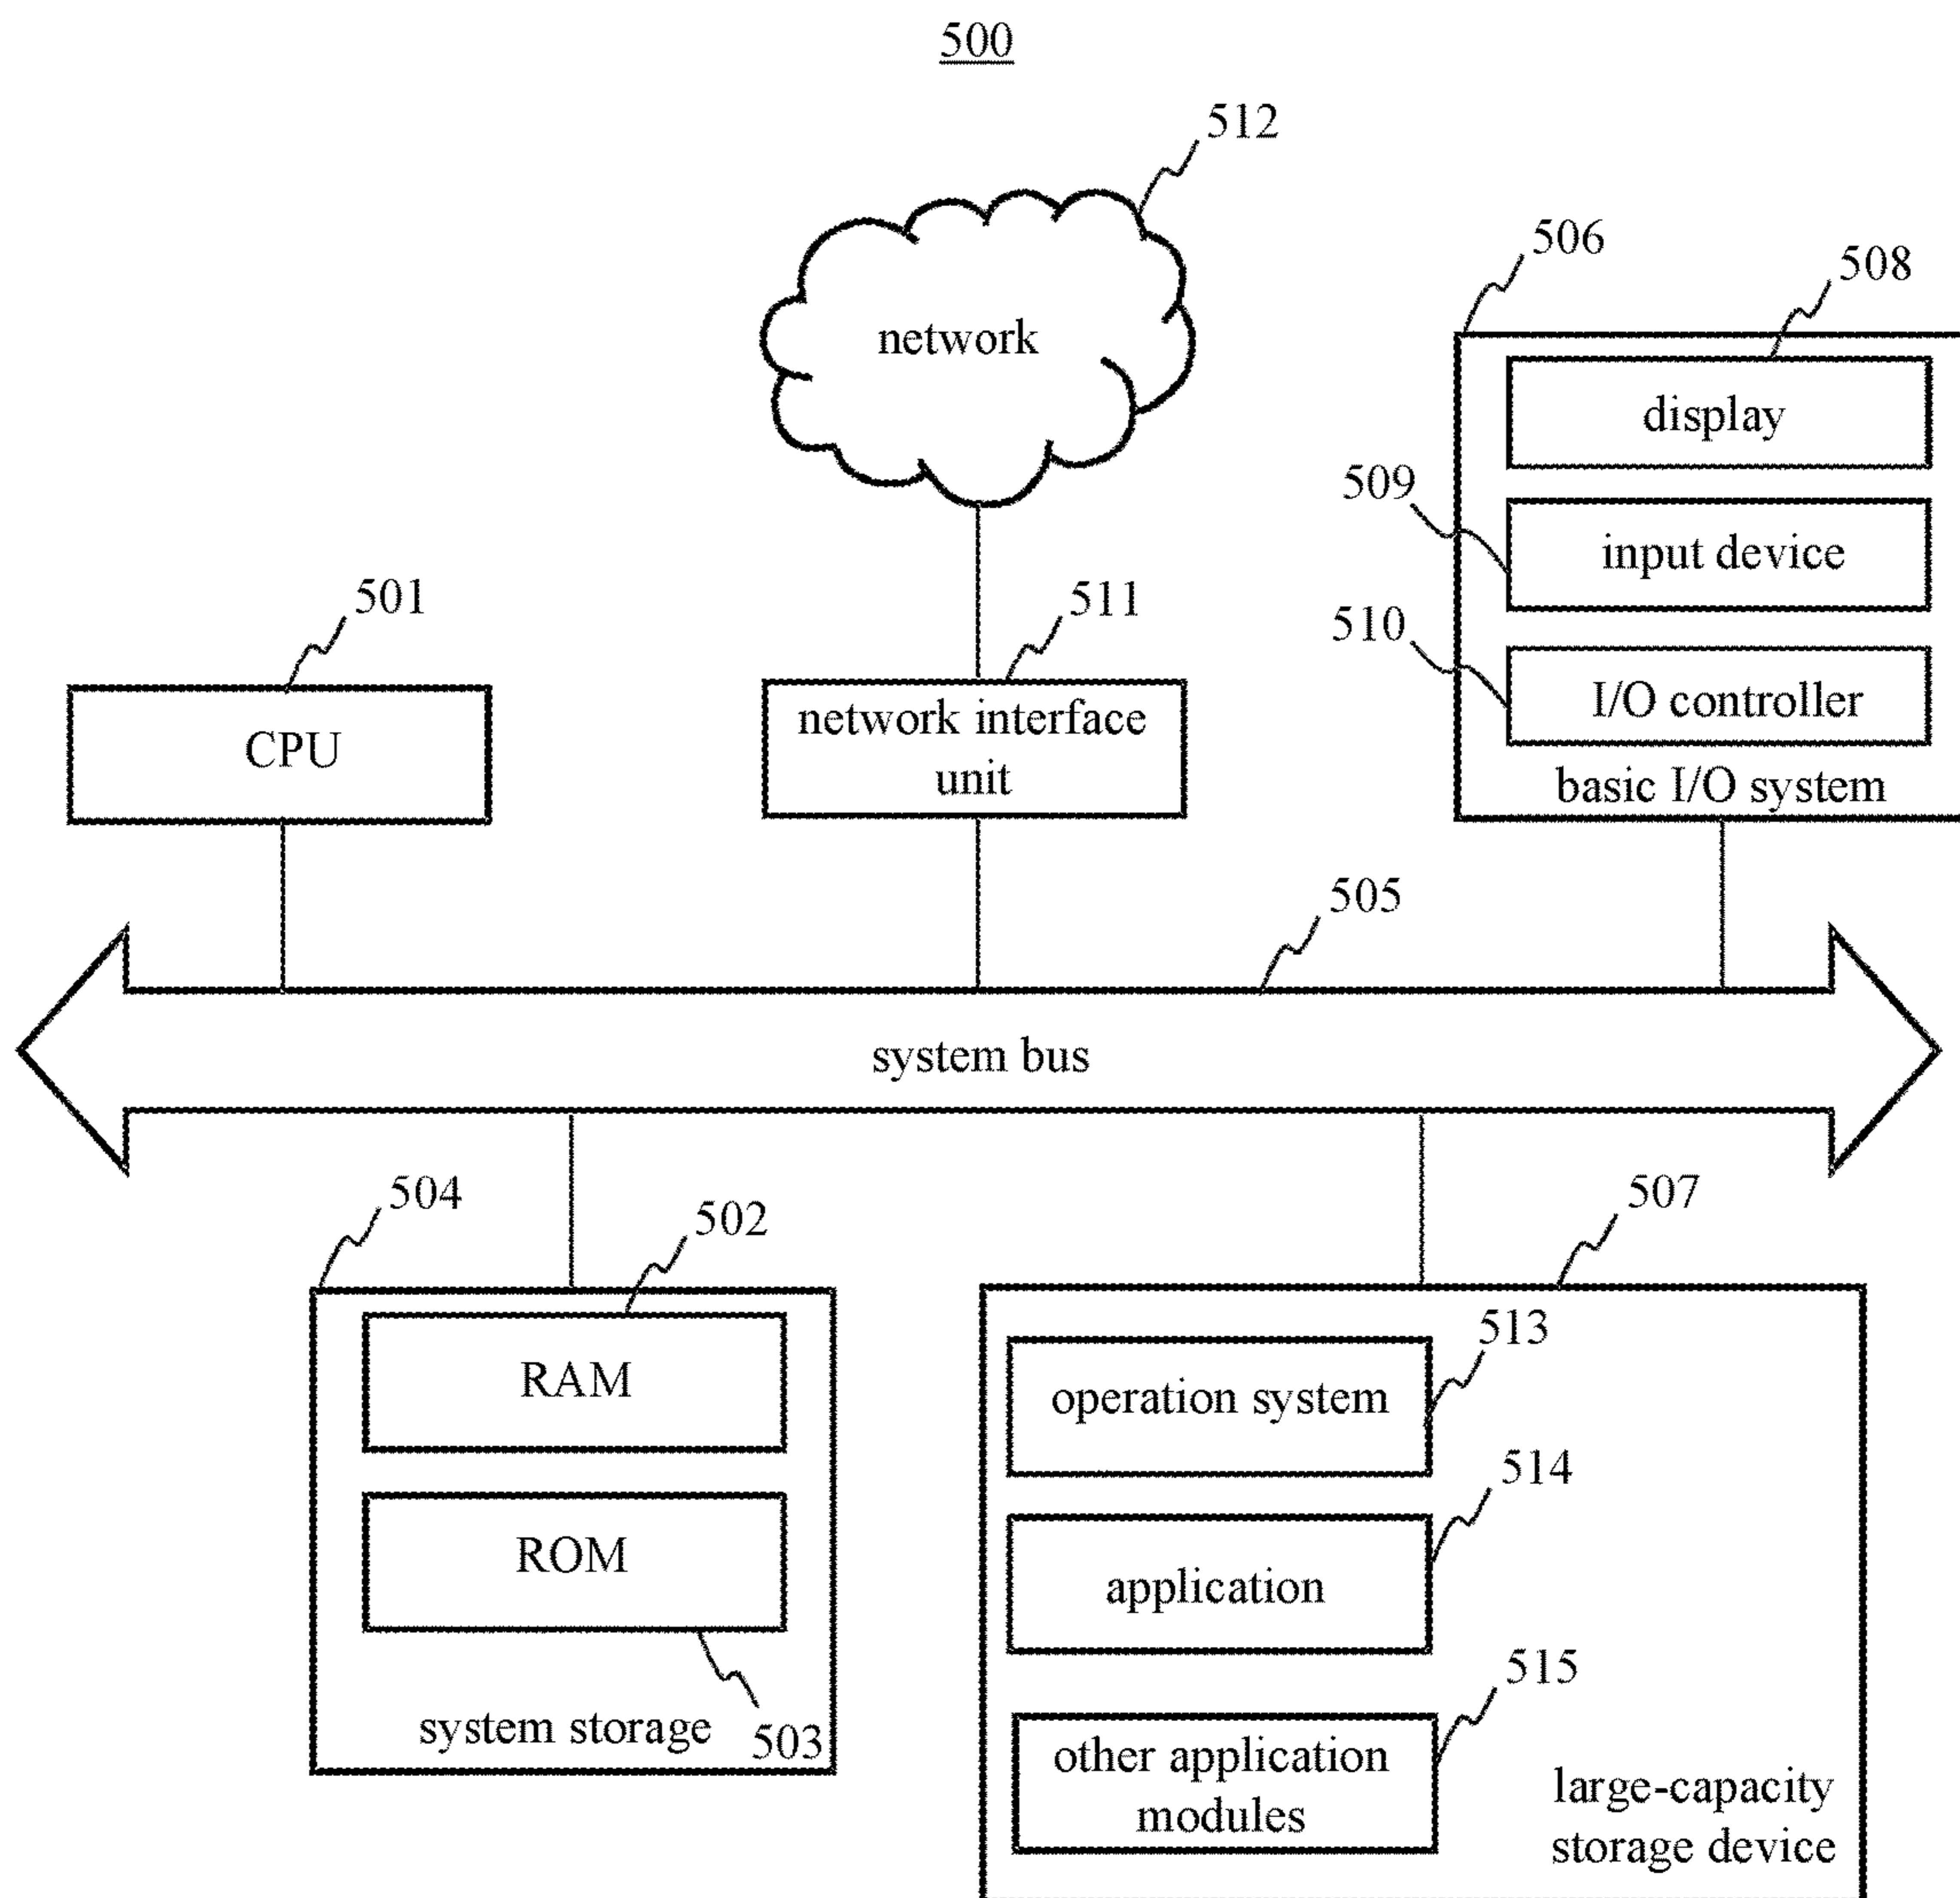 500
512
network
506
508
display
509
input device
510
I/O controller
basic I/O system
501
CPU
511
network interface
unit
505
system bus
504
502
RAM
ROM
503
system storage
507
513
operation system
514
application
515
other application
modules
large-capacity
storage device